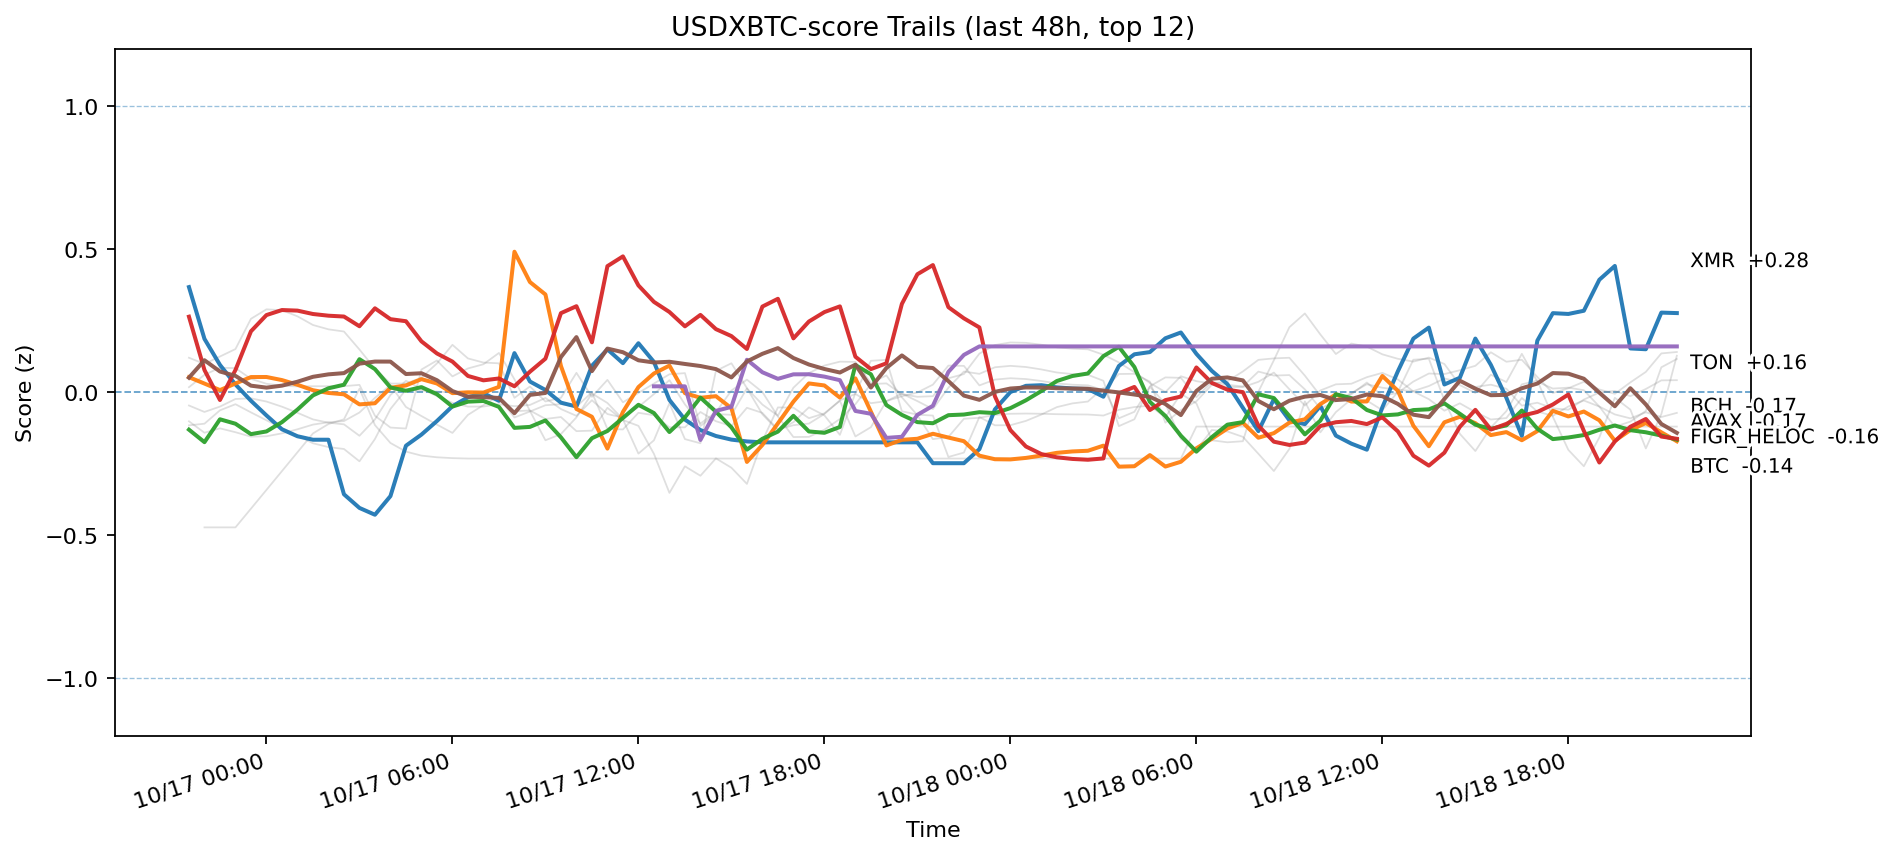 USDXBTC-score Trails (last 48h, top 12)
Score (z)
1.0
0.5
0.0
−0.5
−1.0
XMR +0.28
TON +0.16
BCH -0.17
AVAX -0.17
FIGR_HELOC -0.16
BTC -0.14
10/17 00:00
10/17 06:00
10/17 12:00
10/17 18:00
10/18 00:00
10/18 06:00
10/18 12:00
10/18 18:00
Time